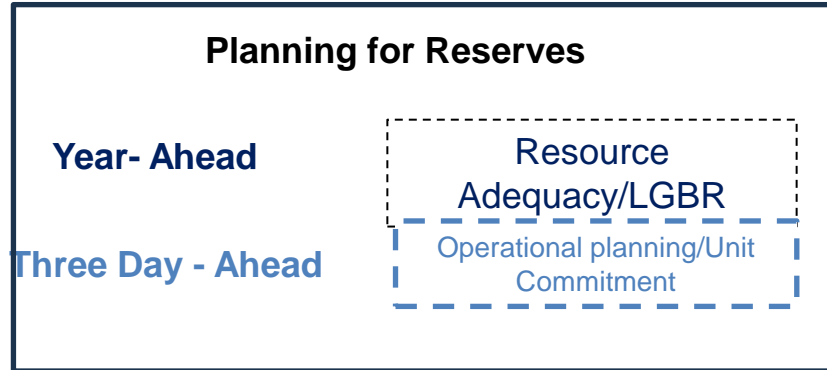 Planning for Reserves
Year- Ahead
Resource
Adequacy/LGBR
Three Day - Ahead
Operational planning/Unit
Commitment